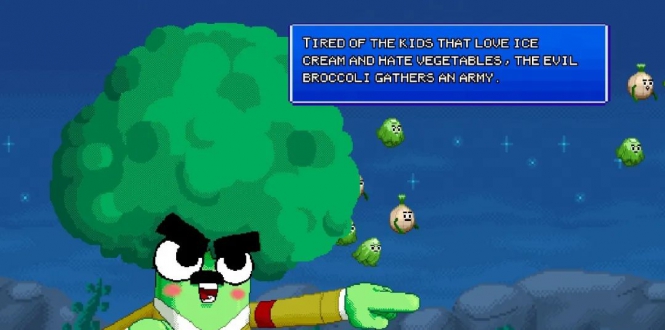 Tired of the kids that love ice
cream and hate vegetables, the evil
broccoli gathers an army.